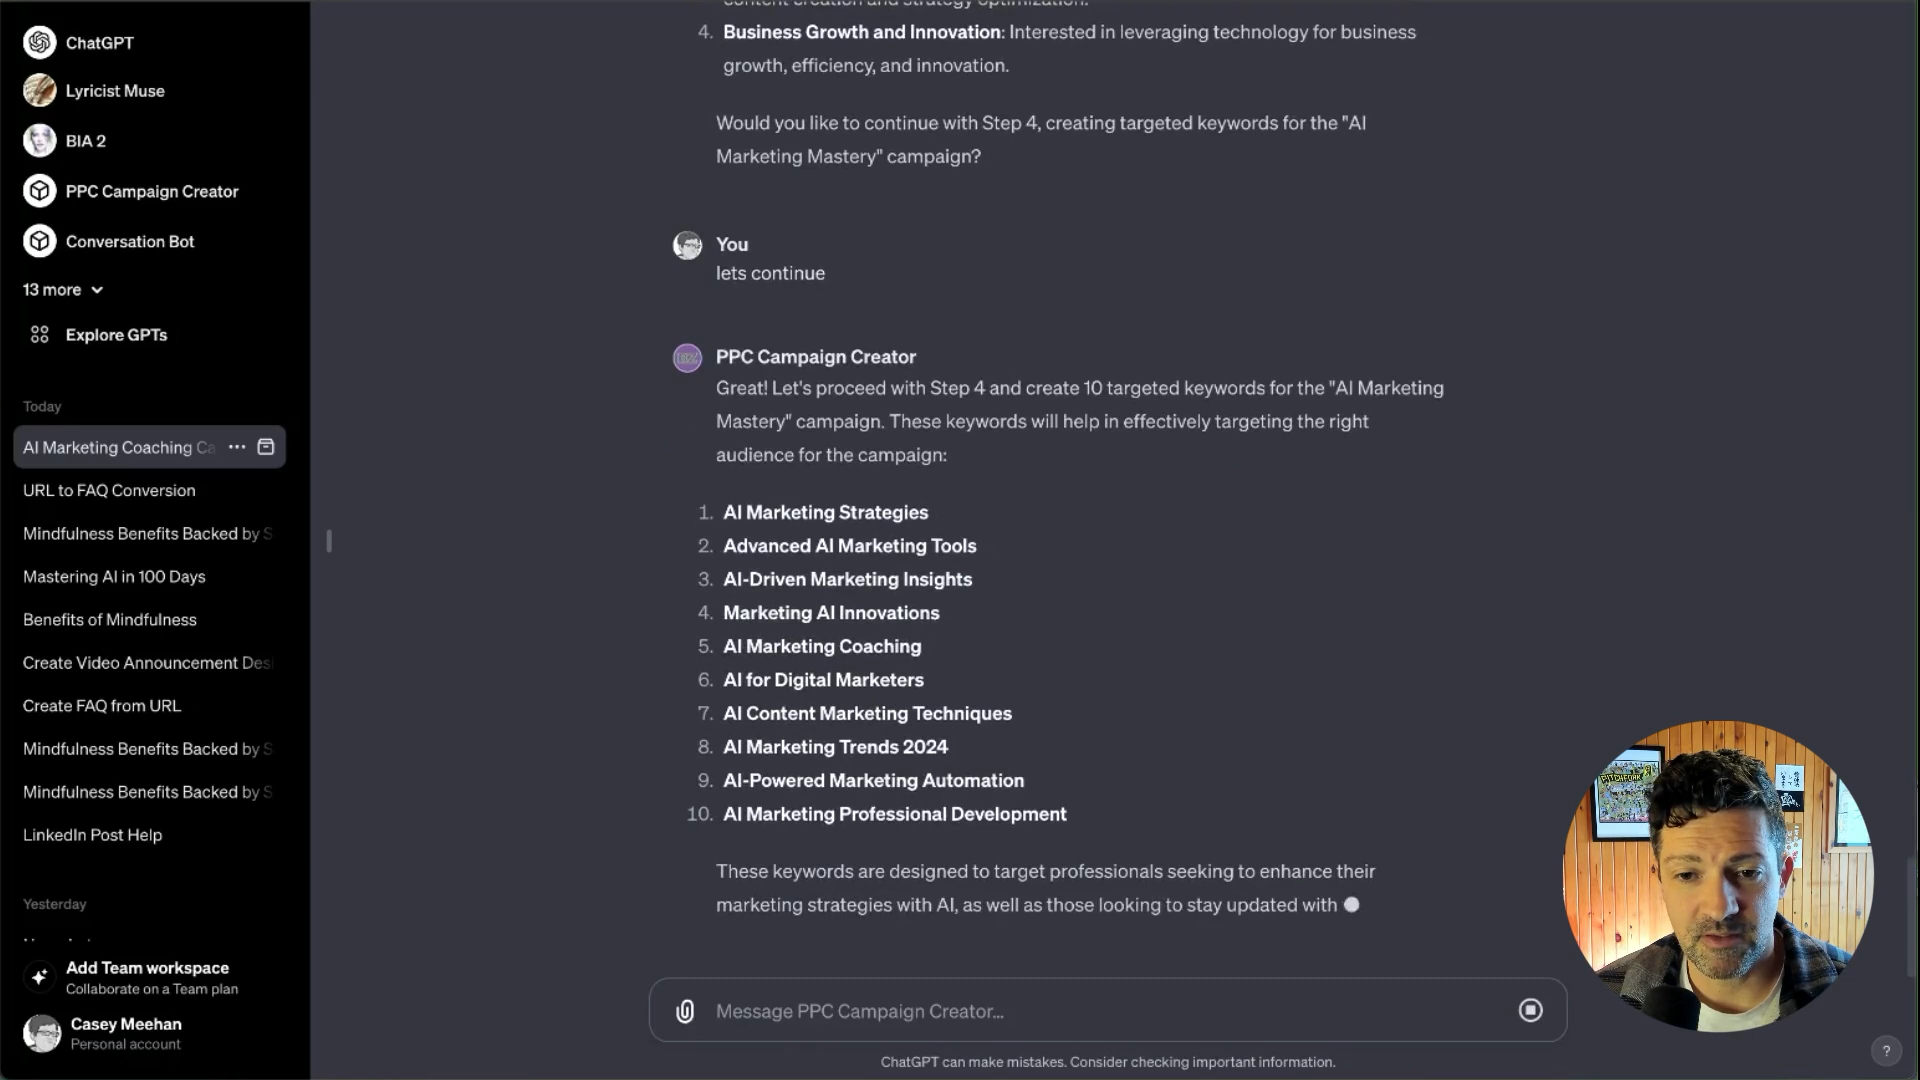 ChatGPT
Lyricist Muse
BIA 2
PPC Campaign Creator
Conversation Bot
13 more
Explore GPTs
Today
AI Marketing Coaching Ca
URL to FAQ Conversion
Mindfulness Benefits Backed by S
Mastering AI in 100 Days
Benefits of Mindfulness
Create Video Announcement Des
Create FAQ from URL
Mindfulness Benefits Backed by S
Mindfulness Benefits Backed by S
LinkedIn Post Help
Yesterday
Add Team workspace
Collaborate on a Team plan
Casey Meehan
Personal account
content creation and strategy optimization.
4. Business Growth and Innovation: Interested in leveraging technology for business
growth, efficiency, and innovation.
Would you like to continue with Step 4, creating targeted keywords for the "AI
Marketing Mastery" campaign?
You
lets continue
PPC Campaign Creator
Great! Let's proceed with Step 4 and create 10 targeted keywords for the "AI Marketing
Mastery" campaign. These keywords will help in effectively targeting the right
audience for the campaign:
1. AI Marketing Strategies
2. Advanced AI Marketing Tools
3. AI-Driven Marketing Insights
4. Marketing AI Innovations
5. AI Marketing Coaching
6. AI for Digital Marketers
7. AI Content Marketing Techniques
8. AI Marketing Trends 2024
9. AI-Powered Marketing Automation
10. AI Marketing Professional Development
These keywords are designed to target professionals seeking to enhance their
marketing strategies with AI, as well as those looking to stay updated with
Message PPC Campaign Creator...
ChatGPT can make mistakes. Consider checking important information.
?
PITCHFORK